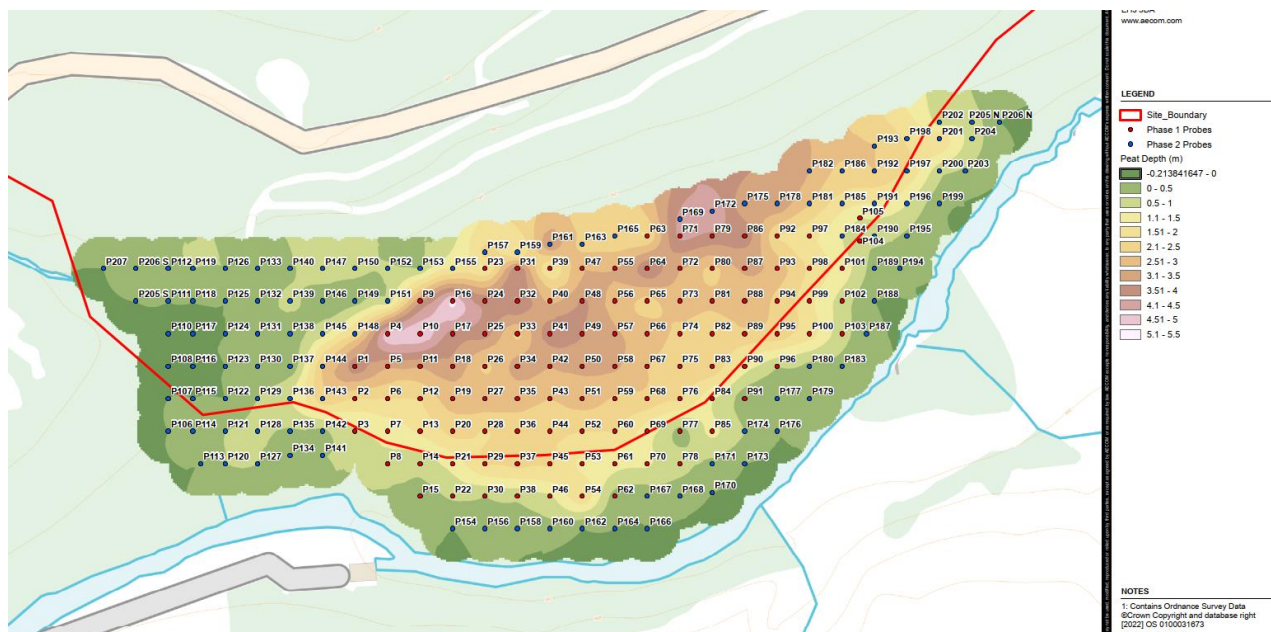 www.aecom.com
LEGEND
Site_Boundary
Phase 1 Probes
Phase 2 Probes
Peat Depth (m)
-0.213841647 - 0
0 - 0.5
0.5 - 1
1.1 - 1.5
1.51 - 2
2.1 - 2.5
2.51 - 3
3.1 - 3.5
3.51 - 4
4.1 - 4.5
4.51 - 5
5.1 - 5.5
NOTES
1: Contains Ordnance Survey Data
©Crown Copyright and database right
[2022] OS 0100031673
P202 P205 N P206 N
P193 P198 P201 P204
P182 P186 P192 P197 P200 P203
P169 P172 P175 P178 P181 P185 P191 P196 P199
P105
P157 P159 P161 P163 P165 P63 P71 P79 P86 P92 P97 P184 P190 P195
P104
P207 P206 S P112 P119 P126 P133 P140 P147 P150 P152 P153 P155 P23 P31 P39 P47 P55 P64 P72 P80 P87 P93 P98 P101 P189 P194
P205 S P111 P118 P125 P132 P139 P146 P149 P151 P9 P16 P24 P32 P40 P48 P56 P65 P73 P81 P88 P94 P99 P102 P188
P110 P117 P124 P131 P138 P145 P148 P4 P10 P17 P25 P33 P41 P49 P57 P66 P74 P82 P89 P95 P100 P103 P187
P108 P116 P123 P130 P137 P144 P1 P5 P11 P18 P26 P34 P42 P50 P58 P67 P75 P83 P90 P96 P180 P183
P107 P115 P122 P129 P136 P143 P2 P6 P12 P19 P27 P35 P43 P51 P59 P68 P76 P84 P91 P177 P179
P106 P114 P121 P128 P135 P142 P3 P7 P13 P20 P28 P36 P44 P52 P60 P69 P77 P85 P174 P176
P113 P120 P127 P134 P141 P8 P14 P21 P29 P37 P45 P53 P61 P70 P78 P171 P173
P15 P22 P30 P38 P46 P54 P62 P167 P168 P170
P154 P156 P158 P160 P162 P164 P166